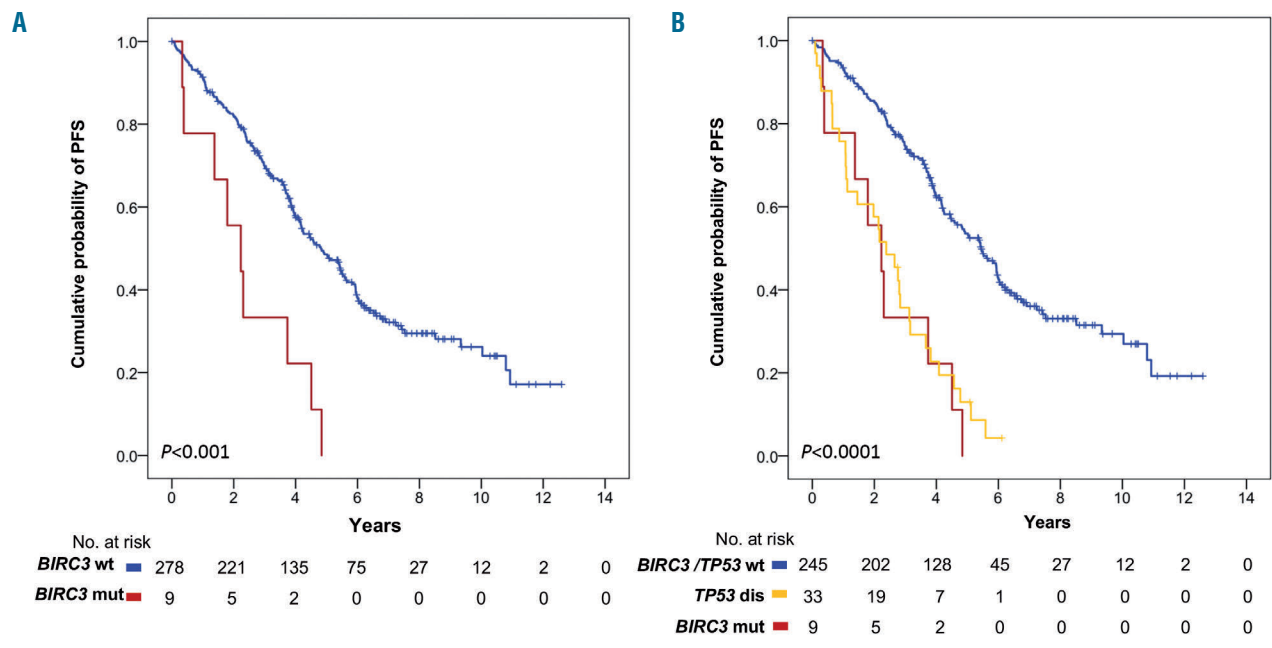 A
Cumulative probability of PFS
1.0
0.8
0.6
0.4
0.2
0.0
P<0.001
0 2 4 6 8 10 12 14
Years
No. at risk
BIRC3 wt 278 221 135 75 27 12 2 0
BIRC3 mut 9 5 2 0 0 0 0 0
B
Cumulative probability of PFS
1.0
0.8
0.6
0.4
0.2
0.0
P<0.0001
0 2 4 6 8 10 12 14
Years
No. at risk
BIRC3 /TP53 wt 245 202 128 45 27 12 2 0
TP53 dis 33 19 7 1 0 0 0 0
BIRC3 mut 9 5 2 0 0 0 0 0